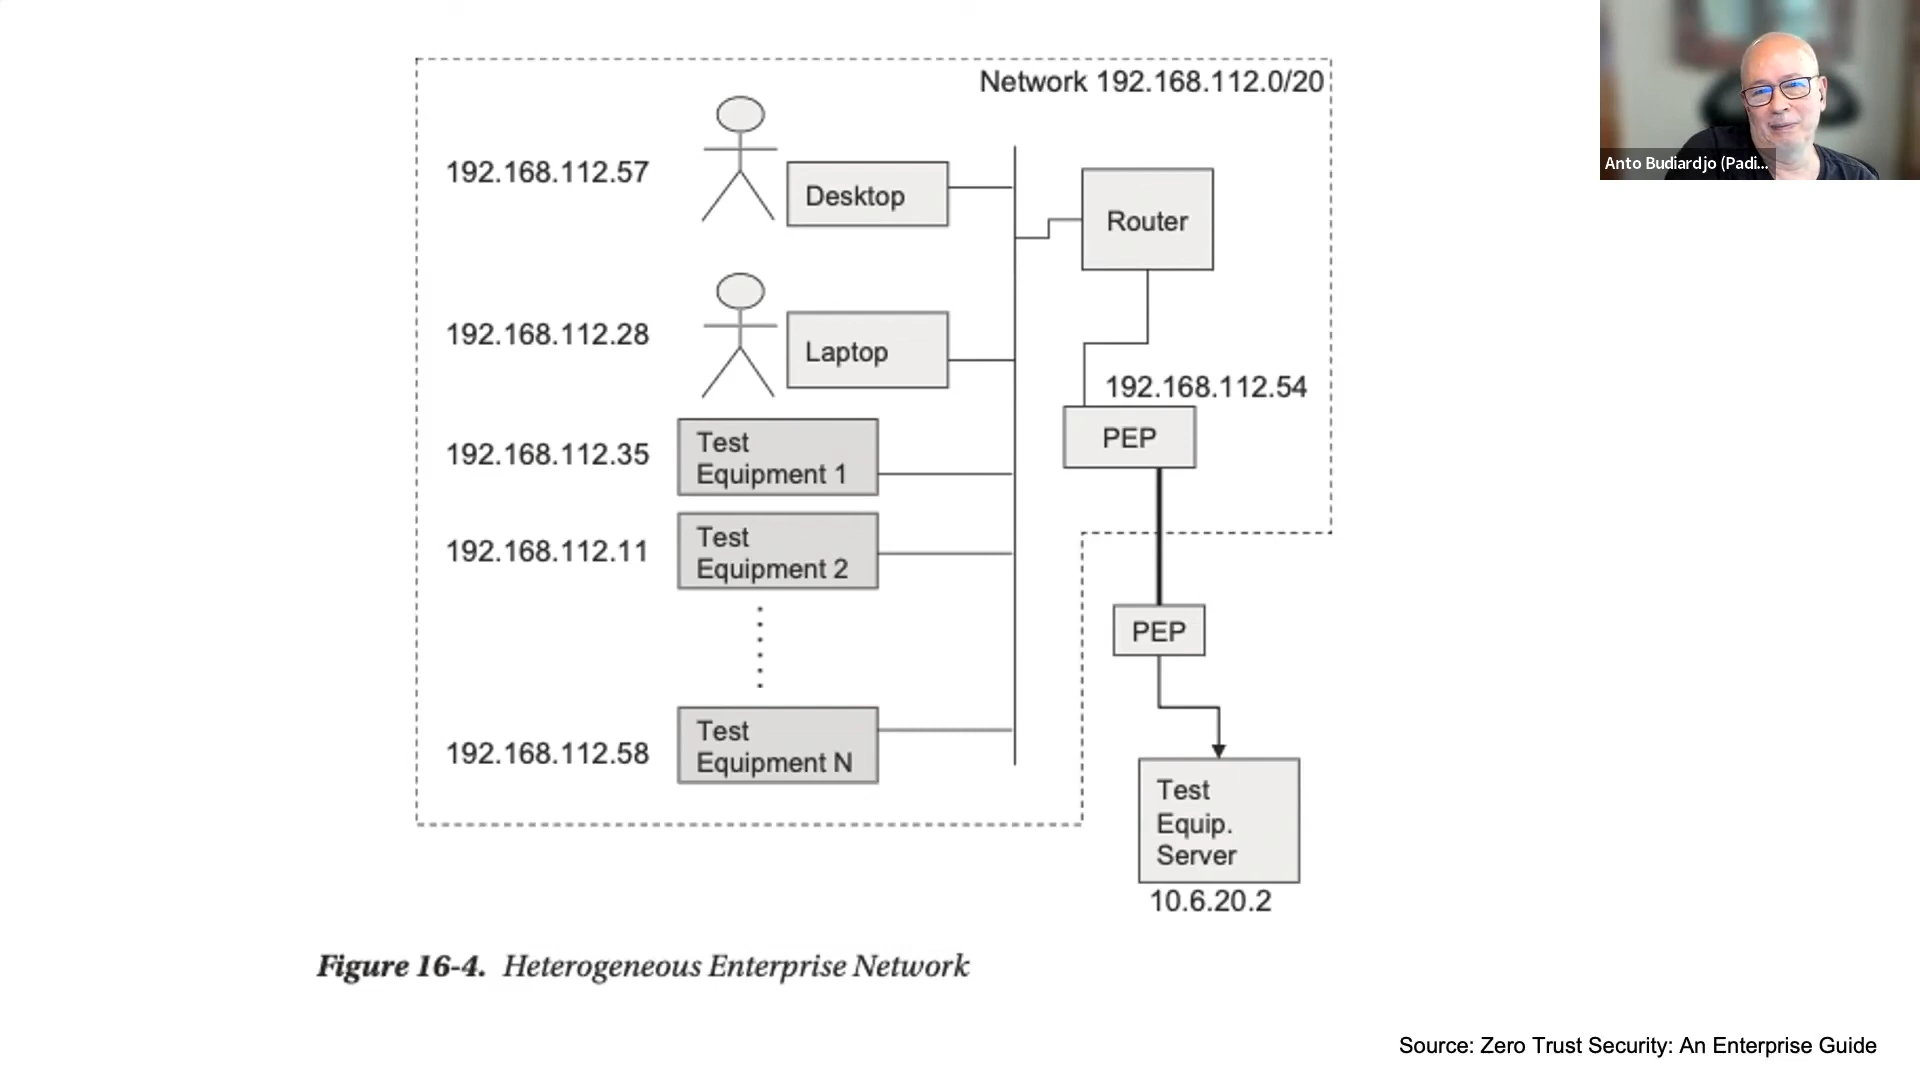 Network 192.168.112.0/20
Anto Budiardjo (Padi...
192.168.112.57
Desktop
Router
192.168.112.28
Laptop
192.168.112.54
PEP
192.168.112.35
Test
Equipment 1
192.168.112.11
Test
Equipment 2
PEP
192.168.112.58
Test
Equipment N
Test
Equip.
Server
10.6.20.2
Figure 16-4. Heterogeneous Enterprise Network
Source: Zero Trust Security: An Enterprise Guide